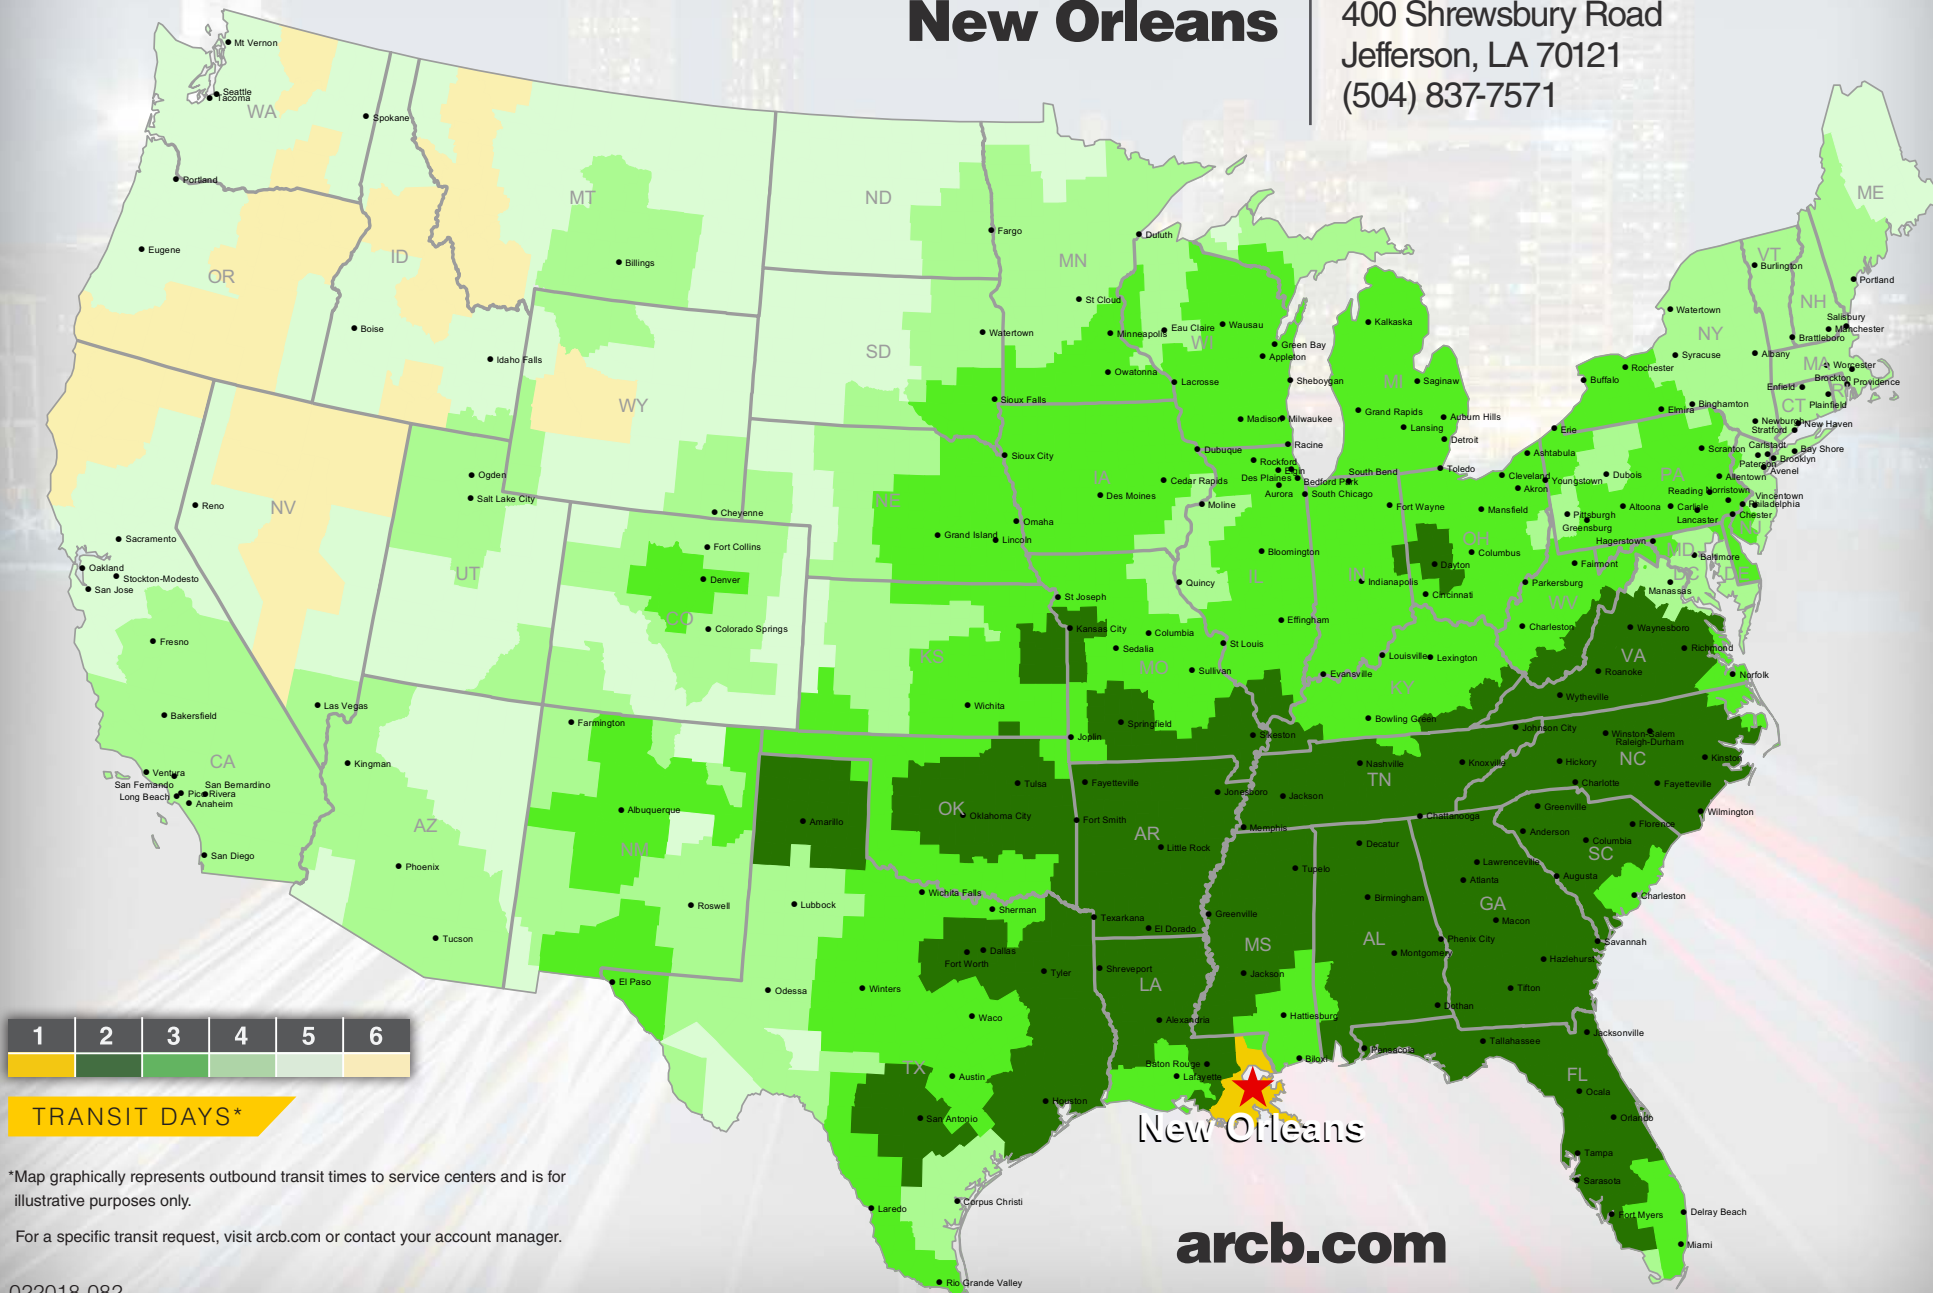 New Orleans
400 Shrewsbury Road
Jefferson, LA 70121
(504) 837-7571
Mt Vernon
Seattle
Tacoma
WA
Spokane
Portland
Eugene
OR
ID
Boise
Idaho Falls
MT
Billings
ND
Fargo
MN
Duluth
St Cloud
Minneapolis
Owatonna
Watertown
SD
Sioux Falls
WY
Cheyenne
Eau Claire
Wausau
WI
Green Bay
Appleton
Lacrosse
Sheboygan
Madison
Milwaukee
Racine
Kalkaska
MI
Saginaw
Grand Rapids
Lansing
Auburn Hills
Detroit
ME
VT
Burlington
Portland
NH
Salisbury
Manchester
Watertown
NY
Brattleboro
Syracuse
Albany
MA
Worcester
Rochester
Buffalo
Brockton
Providence
Enfield
RI
Plainfield
CT
Elmira
Binghamton
Newburgh
New Haven
Stratford
Erie
Scranton
Carlstadt
Bay Shore
Brooklyn
Paterson
Avenel
Ashtabula
Cleveland
Youngstown
Akron
Dubois
PA
Allentown
Reading
Norristown
Vincentown
Philadelphia
Altoona
Carlisle
Lancaster
Chester
Pittsburgh
Greensburg
NJ
Hagerstown
MD
Baltimore
DC
DE
Manassas
Toledo
Mansfield
OH
Columbus
Dayton
Cincinnati
Fairmont
Parkersburg
WV
Charleston
South Bend
Fort Wayne
IN
Indianapolis
Evansville
Dubuque
Rockford
Elgin
Des Plaines
Bedford Park
Aurora
South Chicago
Moline
Bloomington
IL
Quincy
Effingham
Sioux City
IA
Cedar Rapids
Des Moines
NE
Omaha
Grand Island
Lincoln
Ogden
Salt Lake City
UT
Reno
NV
Las Vegas
Sacramento
Oakland
Stockton-Modesto
San Jose
Fresno
Bakersfield
CA
Ventura
San Fernando
San Bernardino
Long Beach
Pico Rivera
Anaheim
San Diego
Fort Collins
Denver
CO
Colorado Springs
KS
Wichita
St Joseph
Kansas City
Columbia
Sedalia
MO
St Louis
Sullivan
Springfield
Joplin
Sikeston
Louisville
Lexington
KY
Bowling Green
Waynesboro
VA
Richmond
Roanoke
Norfolk
Wytheville
Johnson City
Winston-Salem
Raleigh-Durham
NC
Kinston
Hickory
Charlotte
Fayetteville
Wilmington
Nashville
TN
Knoxville
Jackson
Memphis
Chattanooga
Greenville
Anderson
Florence
Columbia
SC
Charleston
Farmington
Kingman
AZ
Phoenix
Tucson
Albuquerque
NM
Roswell
El Paso
Amarillo
Lubbock
Odessa
Tulsa
OK
Oklahoma City
Fayetteville
Fort Smith
AR
Little Rock
Jonesboro
Wichita Falls
Sherman
Dallas
Fort Worth
Tyler
Winters
Waco
TX
Austin
San Antonio
Houston
Corpus Christi
Laredo
Rio Grande Valley
Texarkana
El Dorado
Shreveport
LA
Alexandria
Baton Rouge
Lafayette
Greenville
Tupelo
MS
Jackson
Hattiesburg
Biloxi
Decatur
Birmingham
AL
Montgomery
Dothan
Pensacola
Lawrenceville
Atlanta
Augusta
GA
Macon
Phenix City
Savannah
Hazlehurst
Tifton
Jacksonville
Tallahassee
FL
Ocala
Orlando
Tampa
Sarasota
Fort Myers
Delray Beach
Miami
New Orleans
1 2 3 4 5 6
TRANSIT DAYS*
*Map graphically represents outbound transit times to service centers and is for
illustrative purposes only.
For a specific transit request, visit arcb.com or contact your account manager.
arcb.com
022018-082